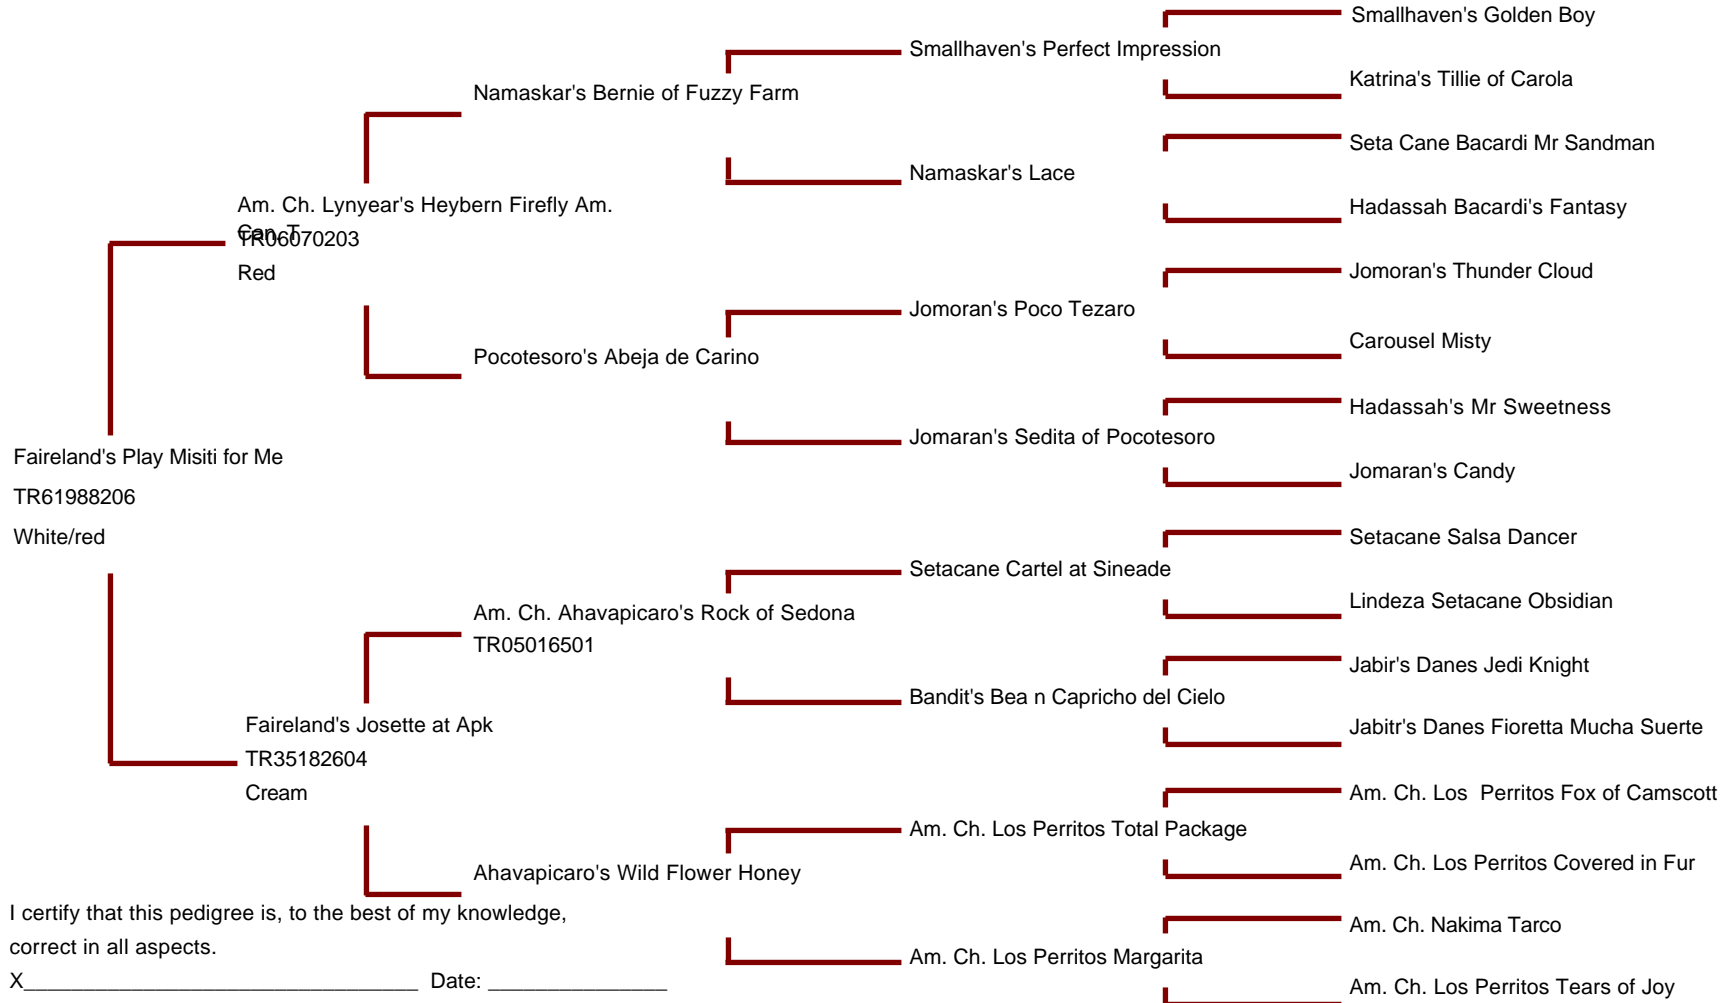 Smallhaven's Golden Boy
Smallhaven's Perfect Impression
Katrina's Tillie of Carola
Namaskar's Bernie of Fuzzy Farm
Seta Cane Bacardi Mr Sandman
Namaskar's Lace
Hadassah Bacardi's Fantasy
Am. Ch. Lynyear's Heybern Firefly Am.
Can. T
TR06070203
Red
Jomoran's Thunder Cloud
Jomoran's Poco Tezaro
Carousel Misty
Pocotesoro's Abeja de Carino
Hadassah's Mr Sweetness
Jomaran's Sedita of Pocotesoro
Jomaran's Candy
Faireland's Play Misiti for Me
TR61988206
White/red
Setacane Salsa Dancer
Setacane Cartel at Sineade
Lindeza Setacane Obsidian
Am. Ch. Ahavapicaro's Rock of Sedona
TR05016501
Jabir's Danes Jedi Knight
Bandit's Bea n Capricho del Cielo
Jabitr's Danes Fioretta Mucha Suerte
Faireland's Josette at Apk
TR35182604
Cream
Am. Ch. Los  Perritos Fox of Camscott
Am. Ch. Los Perritos Total Package
Am. Ch. Los Perritos Covered in Fur
Ahavapicaro's Wild Flower Honey
Am. Ch. Nakima Tarco
Am. Ch. Los Perritos Margarita
Am. Ch. Los Perritos Tears of Joy
I certify that this pedigree is, to the best of my knowledge,
correct in all aspects.
X_________________________________ Date: _______________